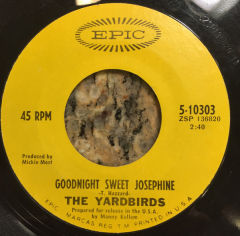 EPIC
45 RPM
5-10303
ZSP 136820
2:40
Produced by
Mickie Most
GOODNIGHT SWEET JOSEPHINE
-T. Hazzard-
THE YARDBIRDS
Prepared for release in the U.S.A.
by Manny Kellem
EPIC MARCAS REG. T.M. PRINTED IN U.S.A.